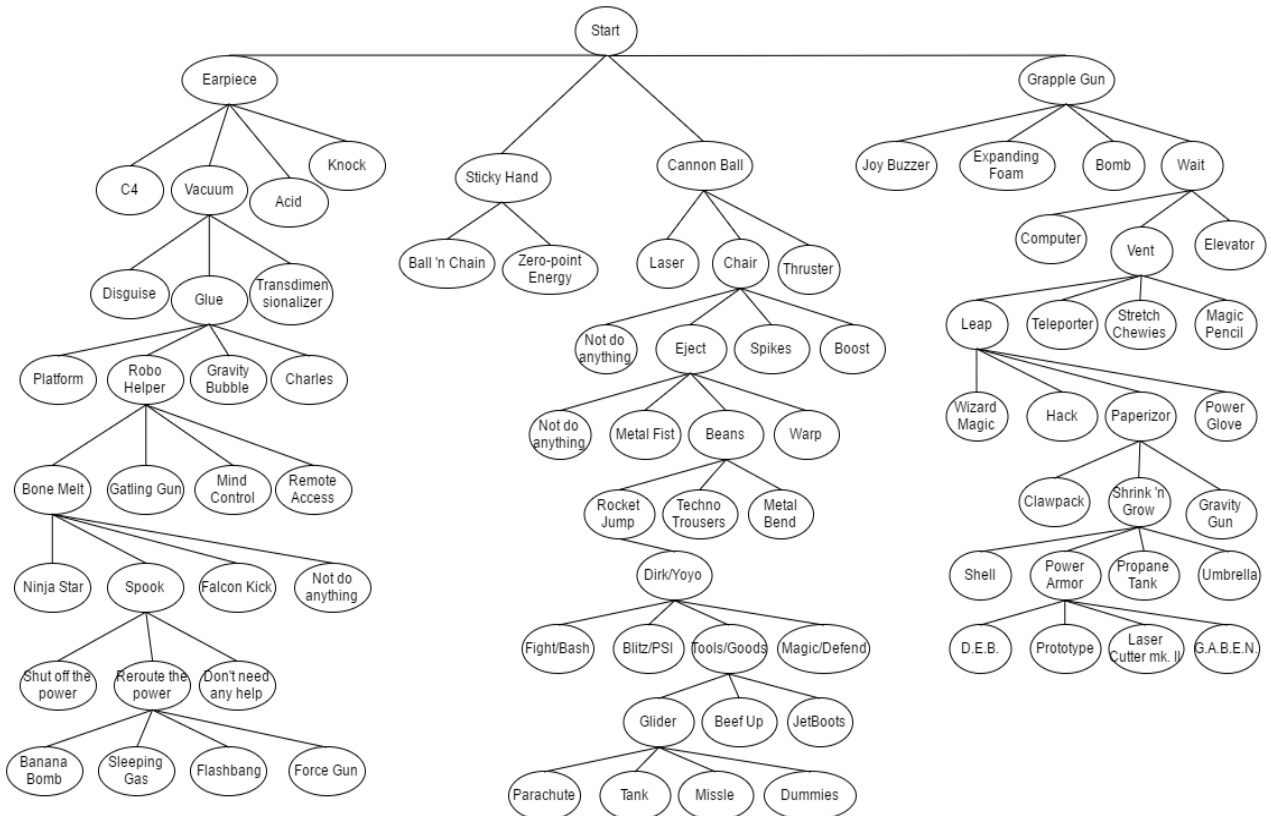 Start
Earpiece
Grapple Gun
Knock
C4
Vacuum
Acid
Sticky Hand
Cannon Ball
Joy Buzzer
Expanding
Foam
Bomb
Wait
Computer
Vent
Elevator
Ball 'n Chain
Zero-point
Energy
Laser
Chair
Thruster
Disguise
Glue
Transdimen
sionalizer
Leap
Teleporter
Stretch
Chewies
Magic
Pencil
Not do
anything
Eject
Spikes
Boost
Platform
Robo
Helper
Gravity
Bubble
Charles
Wizard
Magic
Hack
Paperizor
Power
Glove
Not do
anything
Metal Fist
Beans
Warp
Bone Melt
Gatling Gun
Mind
Control
Remote
Access
Rocket
Jump
Techno
Trousers
Metal
Bend
Clawpack
Shrink 'n
Grow
Gravity
Gun
Ninja Star
Spook
Falcon Kick
Not do
anything
Dirk/Yoyo
Shell
Power
Armor
Propane
Tank
Umbrella
Fight/Bash
Blitz/PSI
Tools/Goods
Magic/Defend
D.E.B.
Prototype
Laser
Cutter mk. II
G.A.B.E.N.
Shut off the
power
Reroute the
power
Don't need
any help
Glider
Beef Up
JetBoots
Banana
Bomb
Sleeping
Gas
Flashbang
Force Gun
Parachute
Tank
Missle
Dummies